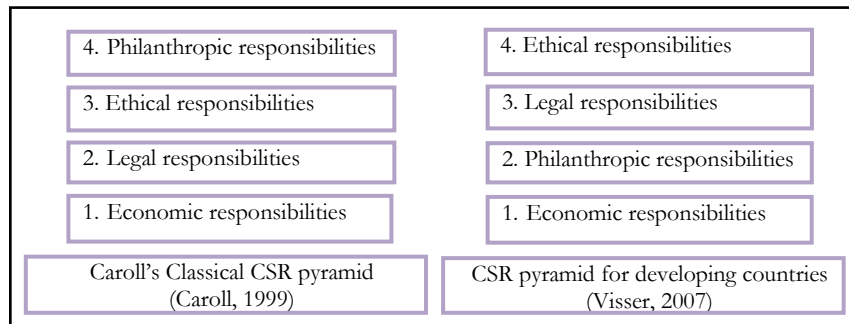 4. Philanthropic responsibilities
3. Ethical responsibilities
2. Legal responsibilities
1. Economic responsibilities
Caroll's Classical CSR pyramid
(Caroll, 1999)
4. Ethical responsibilities
3. Legal responsibilities
2. Philanthropic responsibilities
1. Economic responsibilities
CSR pyramid for developing countries
(Visser, 2007)